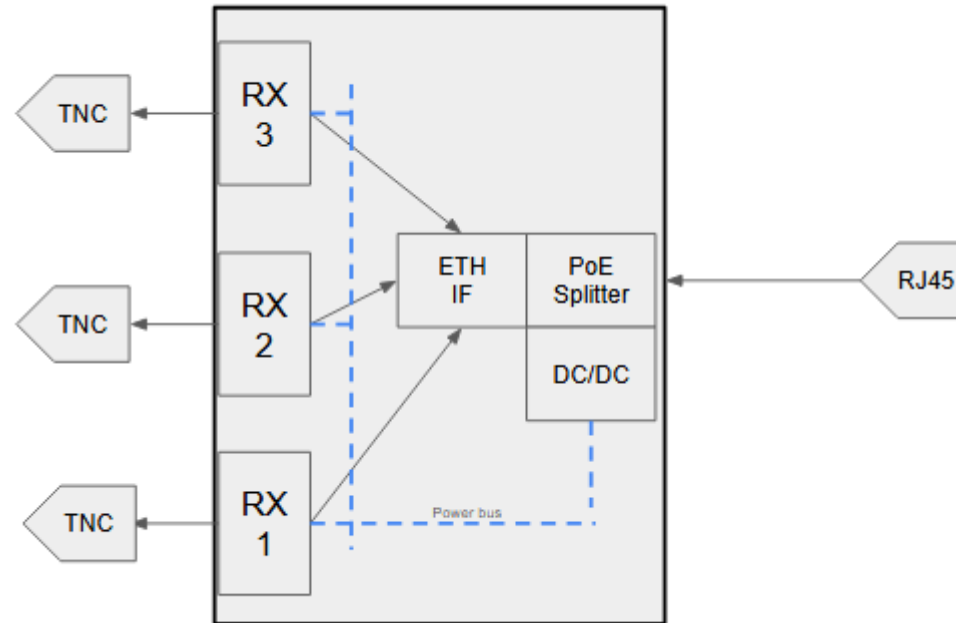 TNC
RX
3
TNC
RX
2
ETH
IF
PoE
Splitter
RJ45
DC/DC
TNC
RX
1
Power bus